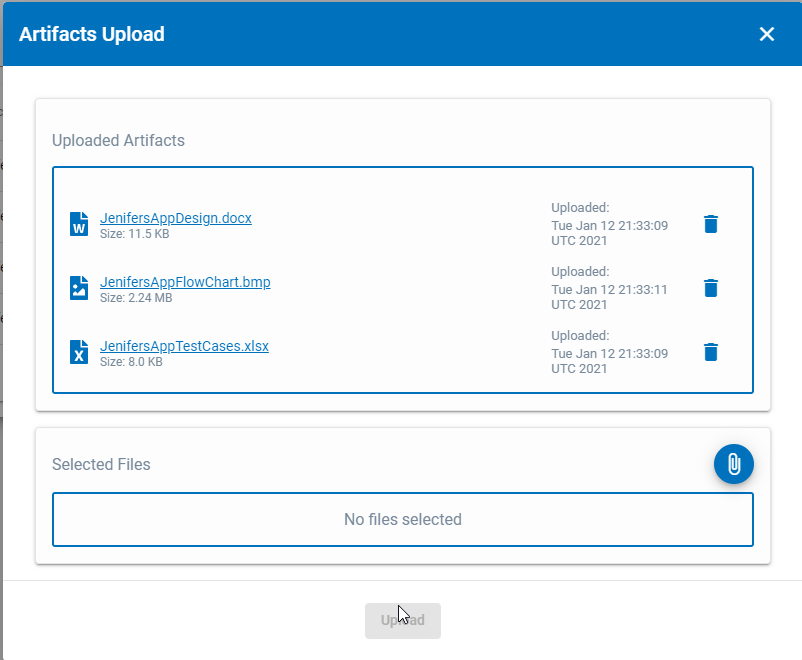 Artifacts Upload
Uploaded Artifacts
W
JenifersAppDesign.docx
Size: 11.5 KB
Uploaded:
Tue Jan 12 21:33:09
UTC 2021
JenifersAppFlowChart.bmp
Size: 2.24 MB
Uploaded:
Tue Jan 12 21:33:11
UTC 2021
X
JenifersAppTestCases.xlsx
Size: 8.0 KB
Uploaded:
Tue Jan 12 21:33:09
UTC 2021
Selected Files
No files selected
Upload